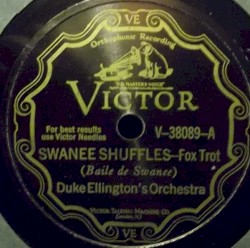 VE
Orthophonic Recording
"HIS MASTER'S VOICE"
VICTOR
For best results
use Victor Needles
V-38089-A
SWANEE SHUFFLES-Fox Trot
(Baile de Swanee)
Duke Ellington's Orchestra
VICTOR TALKING MACHINE CO.
Camden, N.J.
VE